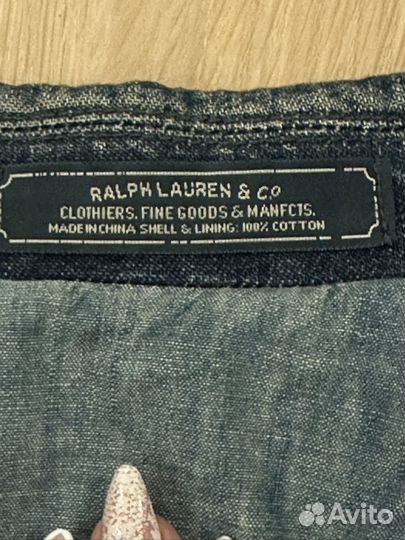 RALPH LAUREN & CO
CLOTHIERS. FINE GOODS & MANFCTS.
MADE IN CHINA SHELL & LINING: 100% COTTON
Avito